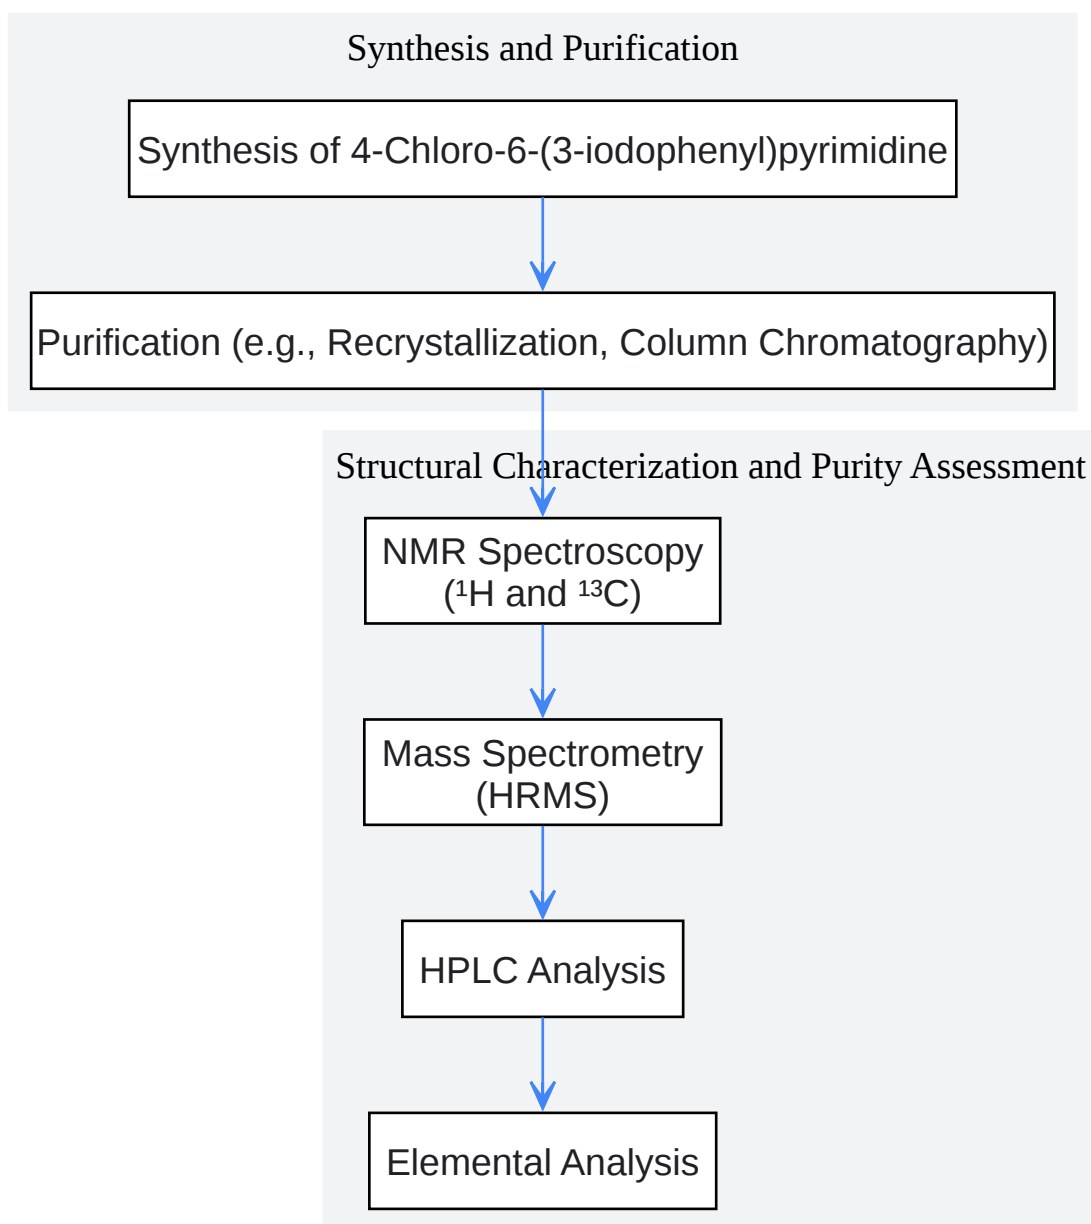 Synthesis and Purification
Synthesis of 4-Chloro-6-(3-iodophenyl)pyrimidine
Purification (e.g., Recrystallization, Column Chromatography)
Structural Characterization and Purity Assessment
NMR Spectroscopy
(¹H and ¹³C)
Mass Spectrometry
(HRMS)
HPLC Analysis
Elemental Analysis